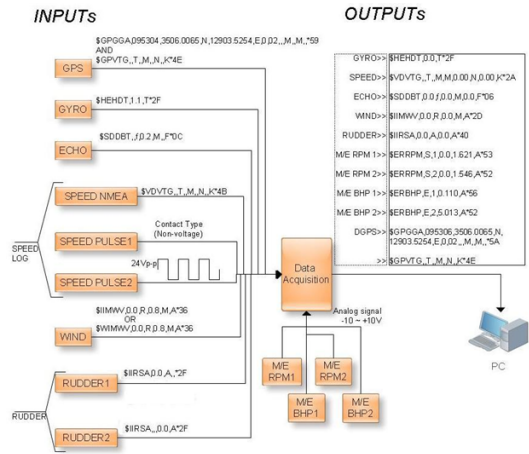 INPUTs
OUTPUTs
$GPGGA,095304,3506.0065,N,12903.5254,E,0,02,,,M,,M,,*59
AND
$GPVTG,,T,,M,,N,,K*4E
GPS
GYRO
$HEHDT,1.1,T*2F
ECHO
$SDDBT,,f,0.2,M,,F*0C
SPEED NMEA
$VDVTG,,T,,M,,N,,K*4B
SPEED LOG
SPEED PULSE1
Contact Type
(Non-voltage)
SPEED PULSE2
24Vp-p
WIND
$IIMWV,0.0,R,0.8,M,A*36
OR
$WIMWV,0.0,R,0.8,M,A*36
RUDDER
RUDDER1
$IIRSA,0.0,A,,*2F
RUDDER2
$IIRSA,,,0.0,A*2F
Data
Acquisition
Analog signal
-10 ~ +10V
M/E
RPM1
M/E
RPM2
M/E
BHP1
M/E
BHP2
GYRO>> $HEHDT,0.0,T*2F
SPEED>> $VDVTG,,T,,M,0.00,N,0.00,K*2A
ECHO>> $SDDBT,0.0,f,0.0,M,0.0,F*06
WIND>> $IIMWV,0.0,R,0.0,M,A*2D
RUDDER>> $IIRSA,0.0,A,0.0,A*40
M/E RPM 1>> $ERRPM,S,1,0.0,1.621,A*53
M/E RPM 2>> $ERRPM,S,2,0.0,1.546,A*52
M/E BHP 1>> $ERBHP,E,1,0.110,A*56
M/E BHP 2>> $ERBHP,E,2,5.013,A*52
DGPS>> $GPGGA,095306,3506.0065,N,
12903.5254,E,0,02,,,M,,M,,*5A
>> $GPVTG,,T,,M,,N,,K*4E
PC